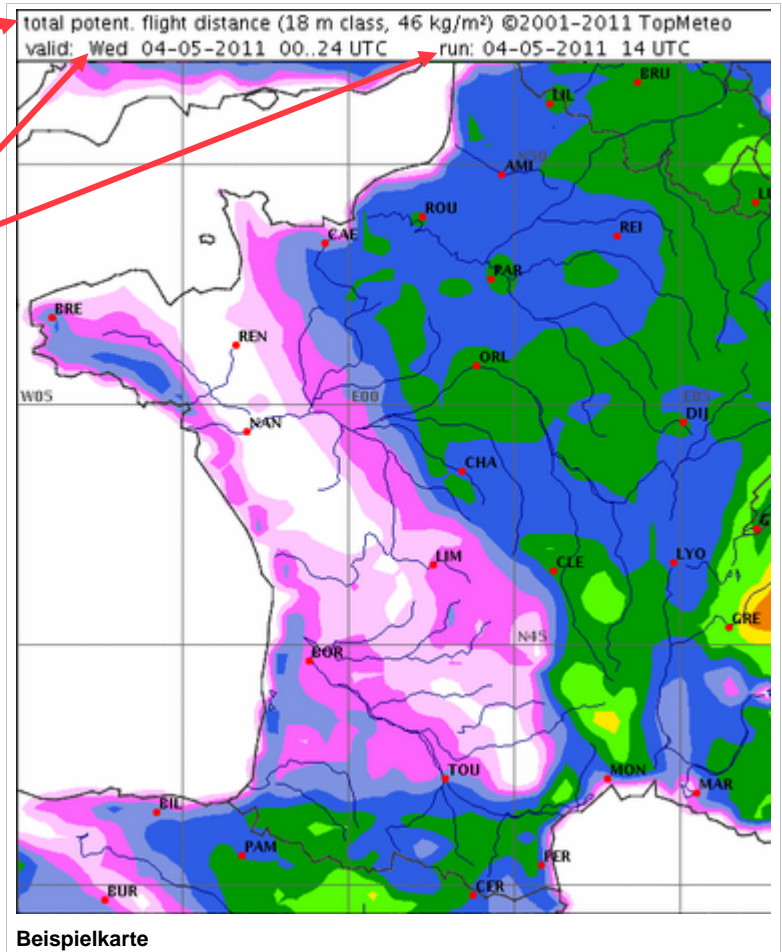 total potent. flight distance (18 m class, 46 kg/m²) ©2001-2011 TopMeteo
valid: Wed 04-05-2011 00..24 UTC run: 04-05-2011 14 UTC
BRU
LIL
N50
AMI
ROU
REI
CAE
PAR
BRE
REN
ORL
W05 E00 E05
NAN
DIJ
CHA
LIM
CLE
LYO
GRE
N45
BOR
TOU
MON
MAR
BIL
PAM
PER
BUR
CER
Beispielkarte